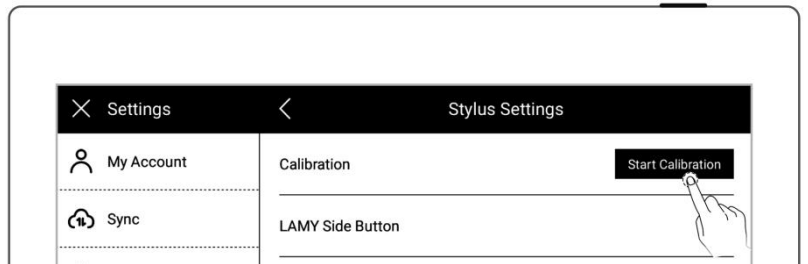 Settings
Stylus Settings
My Account
Calibration
Start Calibration
Sync
LAMY Side Button